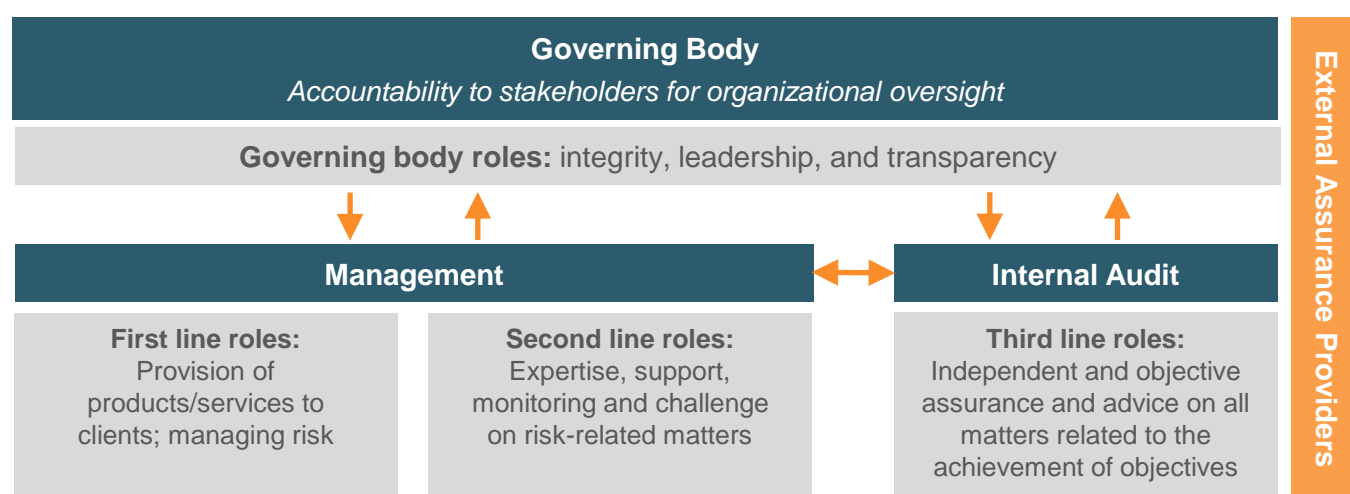 Governing Body
Accountability to stakeholders for organizational oversight
Governing body roles: integrity, leadership, and transparency
Management
Internal Audit
First line roles:
Provision of
products/services to
clients; managing risk
Second line roles:
Expertise, support,
monitoring and challenge
on risk-related matters
Third line roles:
Independent and objective
assurance and advice on all
matters related to the
achievement of objectives
External Assurance Providers